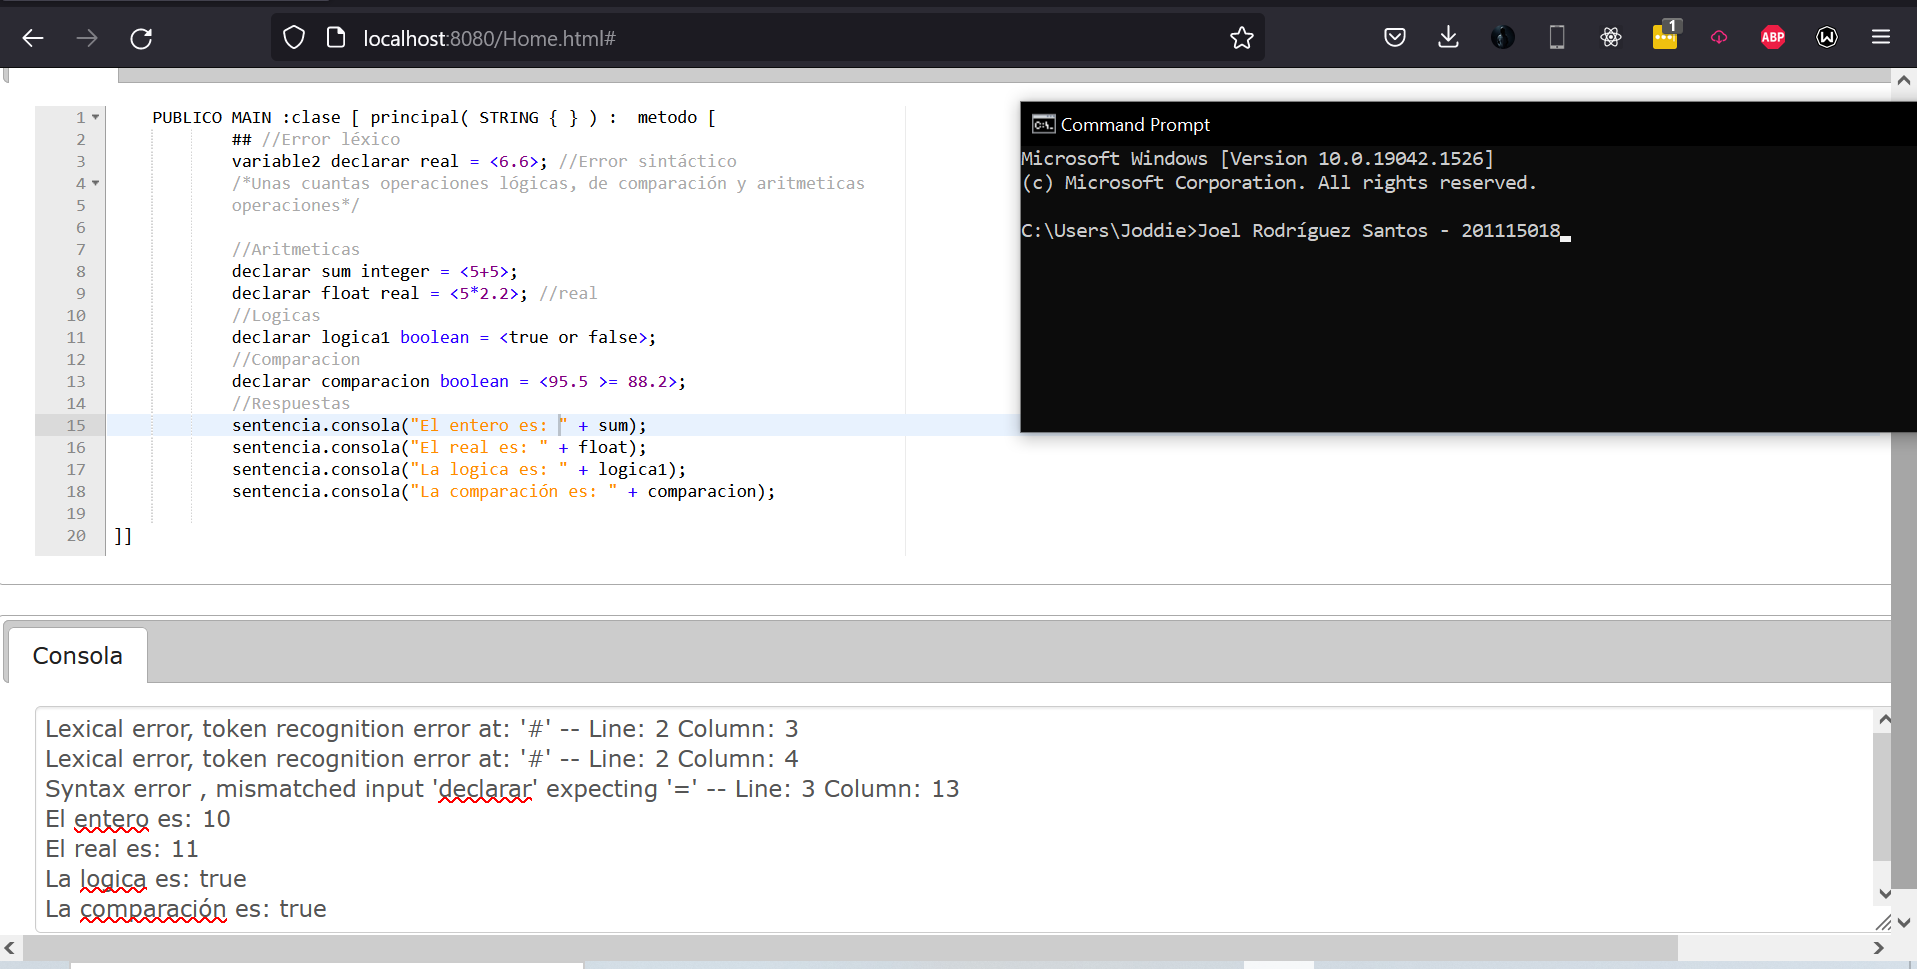 localhost:8080/Home.html#
1
ABP
1 PUBLICO MAIN :clase [ principal( STRING { } ) :  metodo [
2 ## //Error léxico
3 variable2 declarar real = <6.6>; //Error sintáctico
4 /*Unas cuantas operaciones lógicas, de comparación y aritmeticas
5 operaciones*/
6
7 //Aritmeticas
8 declarar sum integer = <5+5>;
9 declarar float real = <5*2.2>; //real
10 //Logicas
11 declarar logica1 boolean = <true or false>;
12 //Comparacion
13 declarar comparacion boolean = <95.5 >= 88.2>;
14 //Respuestas
15 sentencia.consola("El entero es: " + sum);
16 sentencia.consola("El real es: " + float);
17 sentencia.consola("La logica es: " + logica1);
18 sentencia.consola("La comparación es: " + comparacion);
19
20 ]]
C:\. Command Prompt
Microsoft Windows [Version 10.0.19042.1526]
(c) Microsoft Corporation. All rights reserved.
C:\Users\Joddie>Joel Rodríguez Santos - 201115018
Consola
Lexical error, token recognition error at: '#' -- Line: 2 Column: 3
Lexical error, token recognition error at: '#' -- Line: 2 Column: 4
Syntax error , mismatched input 'declarar' expecting '=' -- Line: 3 Column: 13
El entero es: 10
El real es: 11
La logica es: true
La comparación es: true